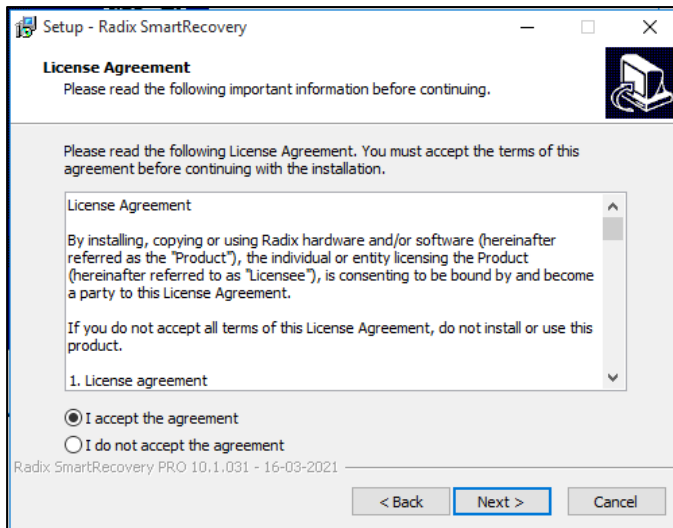 Setup - Radix SmartRecovery
License Agreement
Please read the following important information before continuing.
Please read the following License Agreement. You must accept the terms of this
agreement before continuing with the installation.
License Agreement
By installing, copying or using Radix hardware and/or software (hereinafter
referred as the "Product"), the individual or entity licensing the Product
(hereinafter referred to as "Licensee"), is consenting to be bound by and become
a party to this License Agreement.
If you do not accept all terms of this License Agreement, do not install or use this
product.
1. License agreement
I accept the agreement
I do not accept the agreement
Radix SmartRecovery PRO 10.1.031 - 16-03-2021
< Back
Next >
Cancel